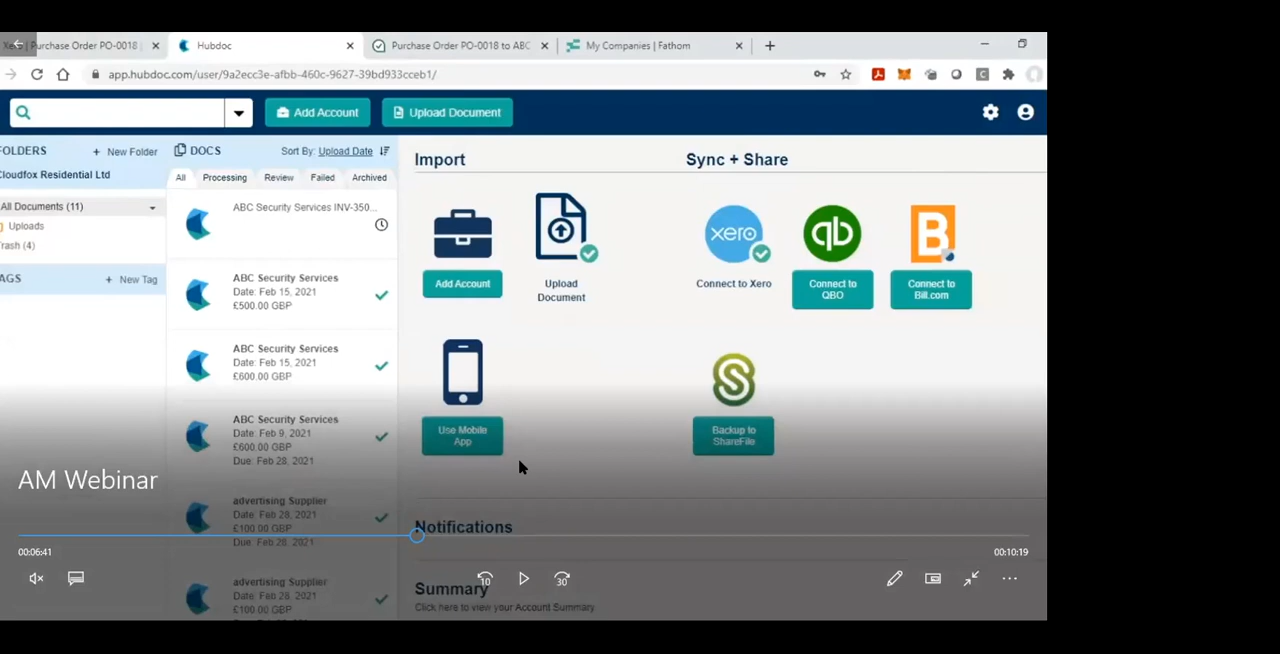 Xero | Purchase Order PO-0018 |
Hubdoc
Purchase Order PO-0018 to ABC
My Companies | Fathom
app.hubdoc.com/user/9a2ecc3e-afbb-460c-9627-39bd933cceb1/
Add Account
Upload Document
FOLDERS
+ New Folder
Cloudfox Residential Ltd
All Documents (11)
Uploads
Trash (4)
TAGS
+ New Tag
DOCS
Sort By: Upload Date
All
Processing
Review
Failed
Archived
ABC Security Services INV-350...
ABC Security Services
Date: Feb 15, 2021
£500.00 GBP
ABC Security Services
Date: Feb 15, 2021
£600.00 GBP
ABC Security Services
Date: Feb 9, 2021
£600.00 GBP
Due: Feb 28, 2021
advertising Supplier
Date: Feb 28, 2021
£100.00 GBP
Due: Feb 28, 2021
advertising Supplier
Date: Feb 28, 2021
£100.00 GBP
Import
Add Account
Upload
Document
Use Mobile
App
Sync + Share
xero
Connect to Xero
qb
Connect to
QBO
B
Connect to
Bill.com
S
Backup to
ShareFile
Notifications
Summary
Click here to view your Account Summary
AM Webinar
00:06:41
00:10:19
10
30